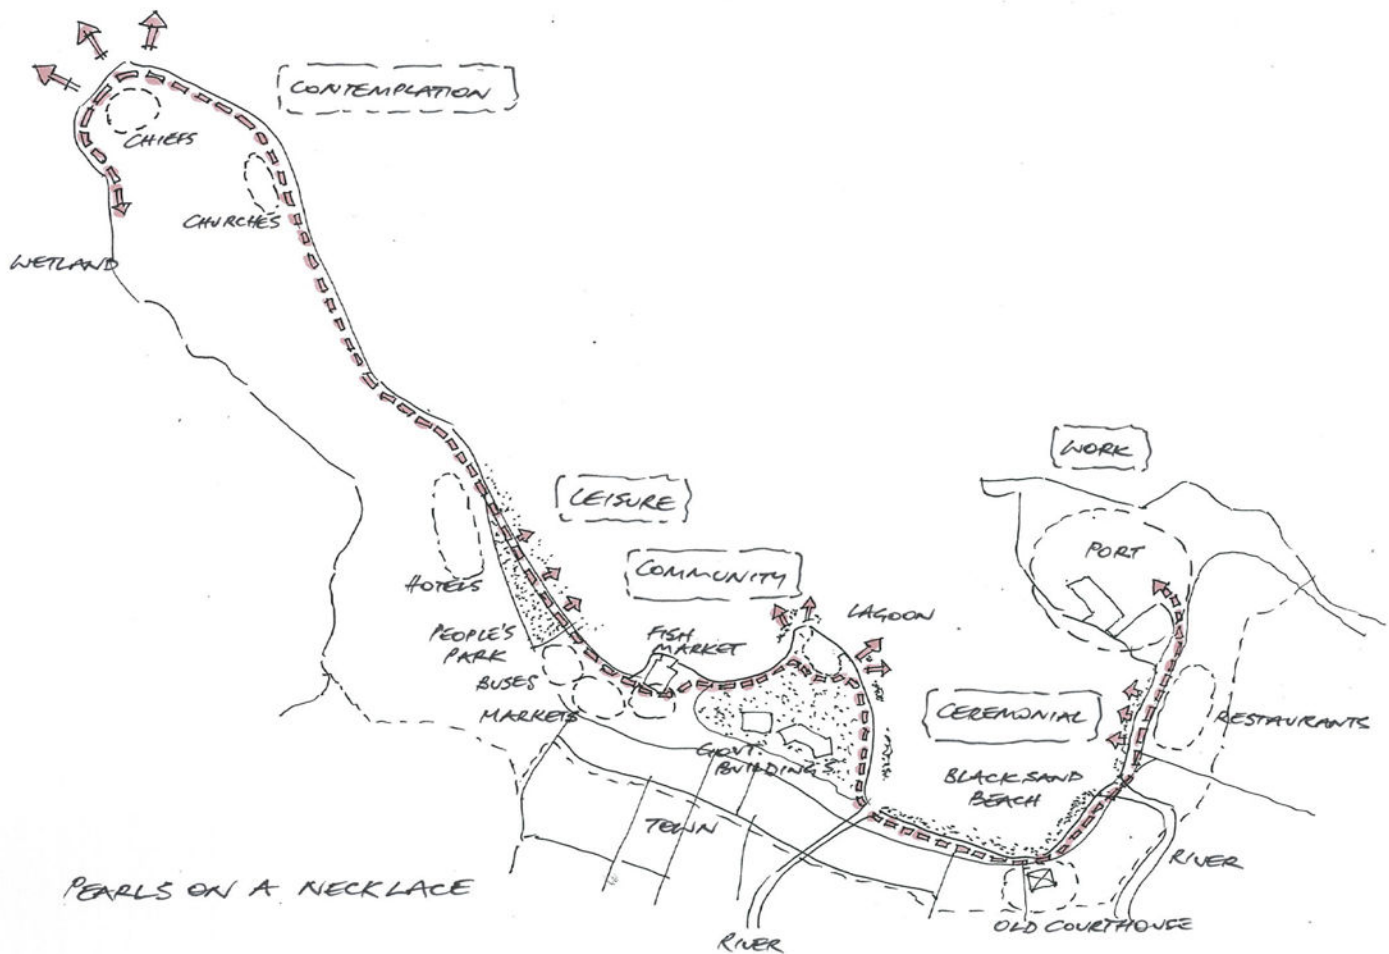 CONTEMPLATION
CHIEFS
CHURCHES
WETLAND
WORK
LEISURE
PORT
COMMUNITY
HOTELS
LAGOON
PEOPLE'S
PARK
FISH
MARKET
BUSES
MARKETS
CEREMONIAL
RESTAURANTS
GOVT.
BUILDINGS
BLACK SAND
BEACH
TOWN
RIVER
PEARLS ON A NECKLACE
OLD COURTHOUSE
RIVER